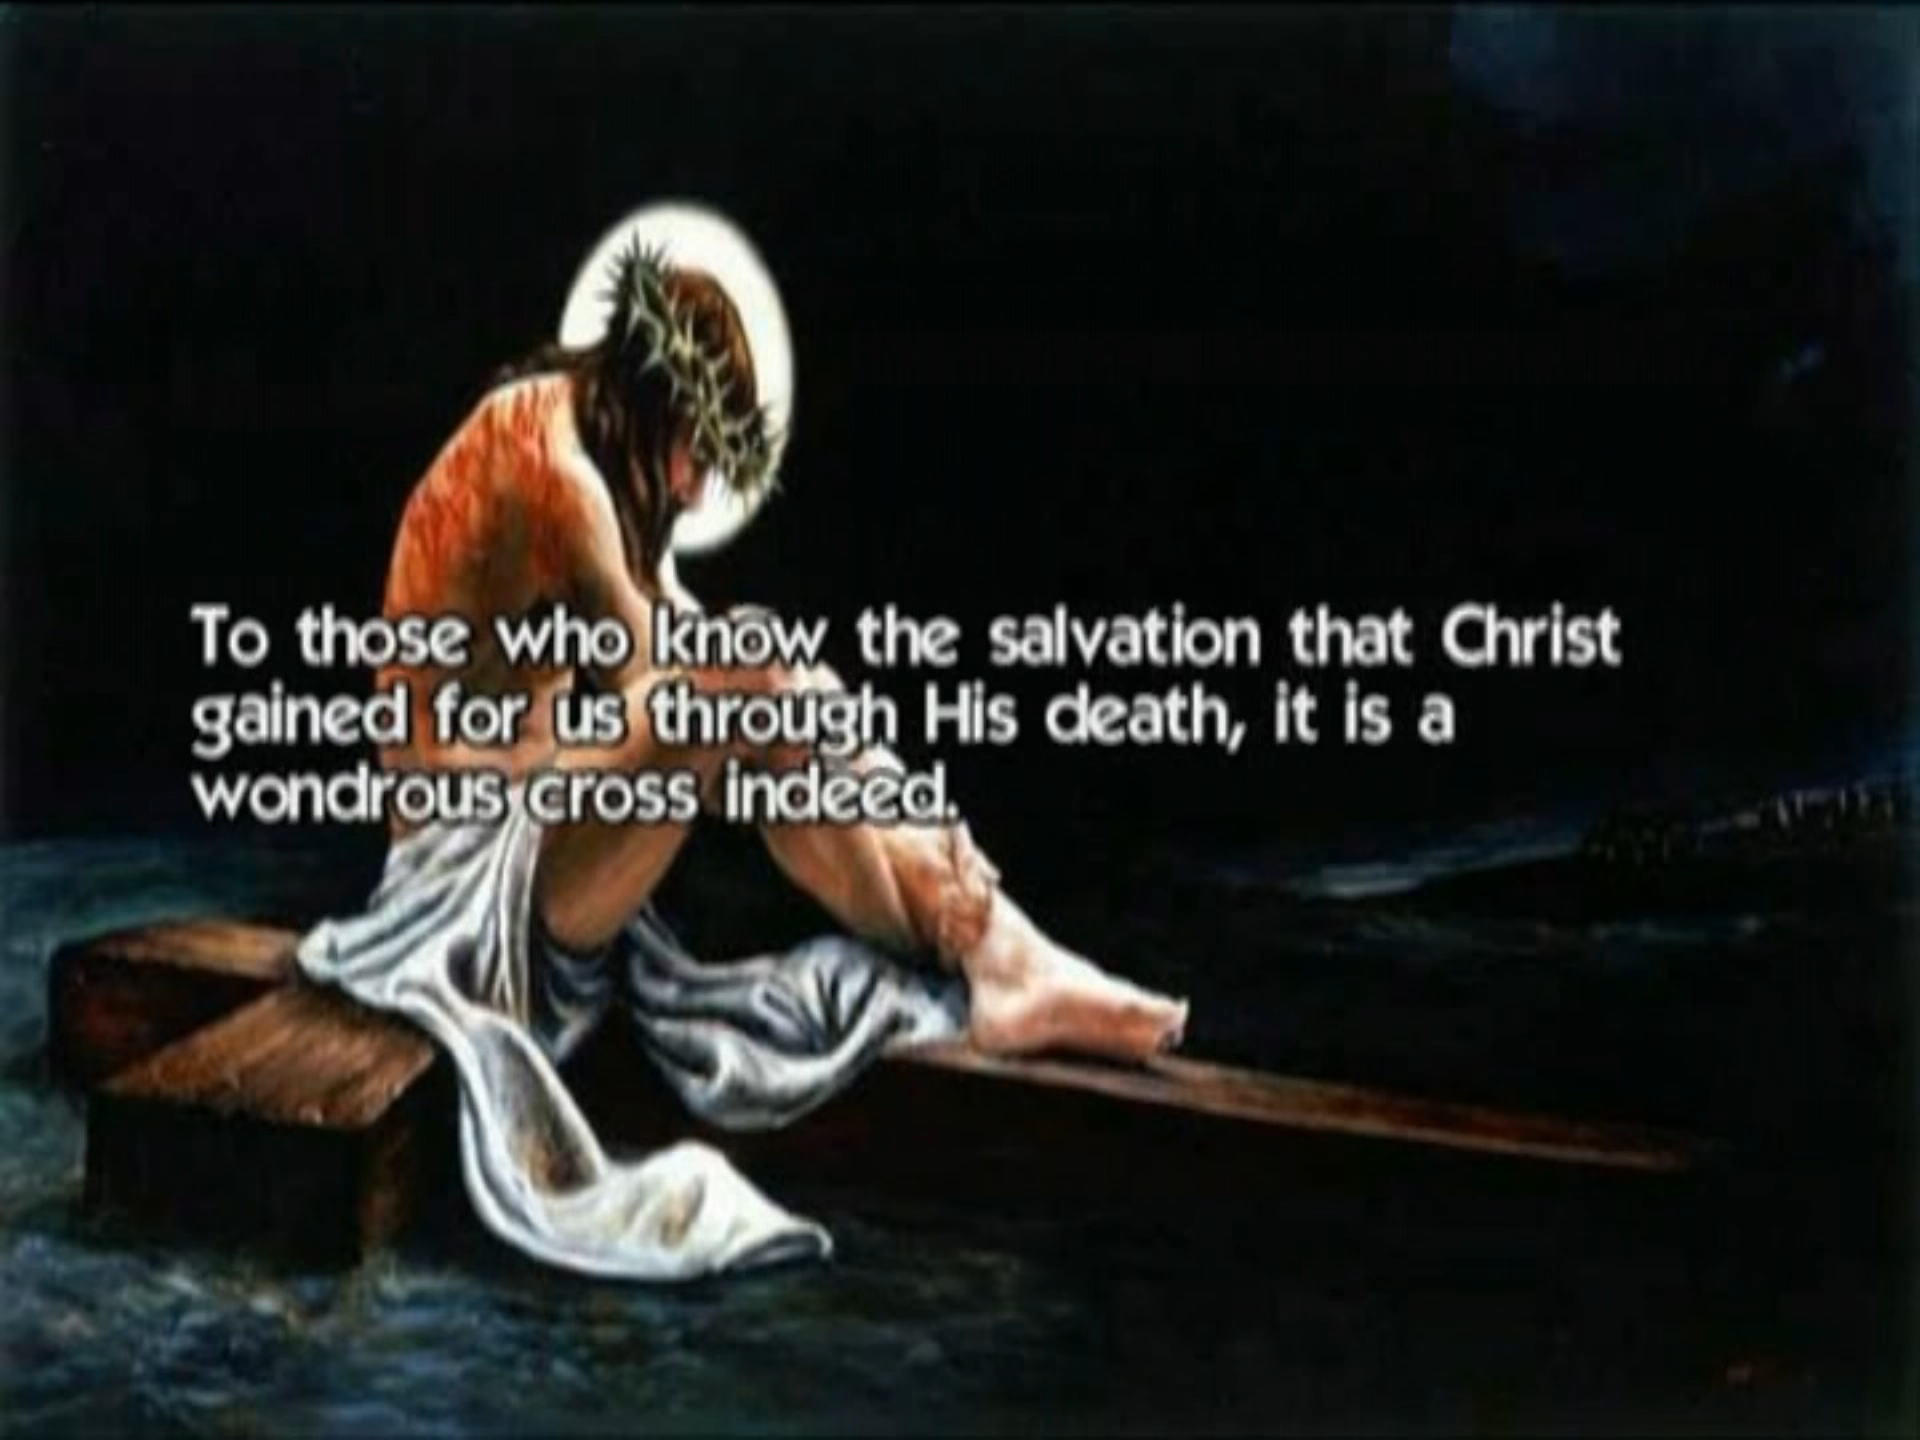 To those who know the salvation that Christ
gained for us through His death, it is a
wondrous cross indeed.